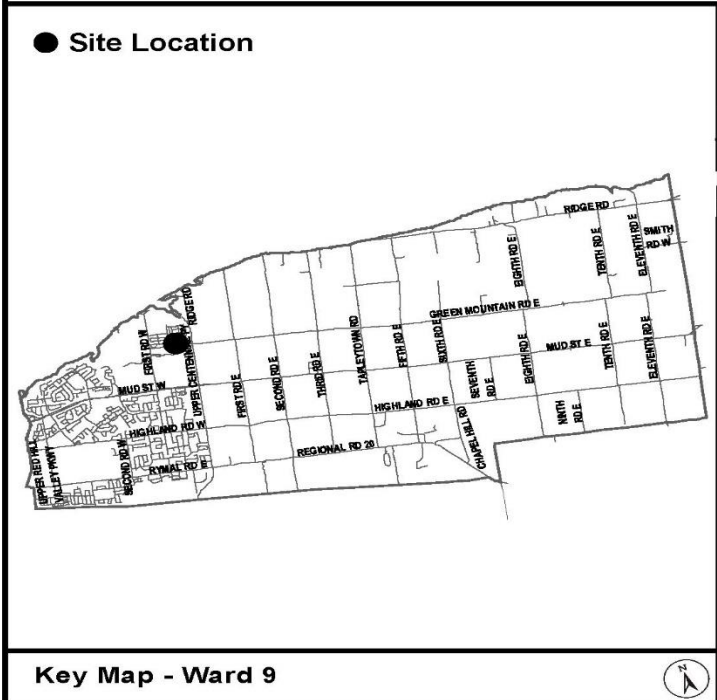 Site Location
RIDGE RD
SMITH
RD W
ELEVENTH RD E
TENTH RD E
EIGHTH RD E
GREEN MOUNTAIN RD E
RIDGE RD
FIRST RD W
UPPER CENTENNIAL PY
FIRST RD E
SECOND RD E
THIRD RD E
TAPLEYTOWN RD
FIFTH RD E
SIXTH RD E
SEVENTH
RD E
EIGHTH RD E
MUD ST E
TENTH RD E
ELEVENTH RD E
MUD ST W
HIGHLAND RD W
HIGHLAND RD E
CHAPEL HILL RD
NINTH
RD E
UPPER RED HILL
VALLEY PKWY
SECOND RD W
RYMAL RD E
REGIONAL RD 20
Key Map - Ward 9
N